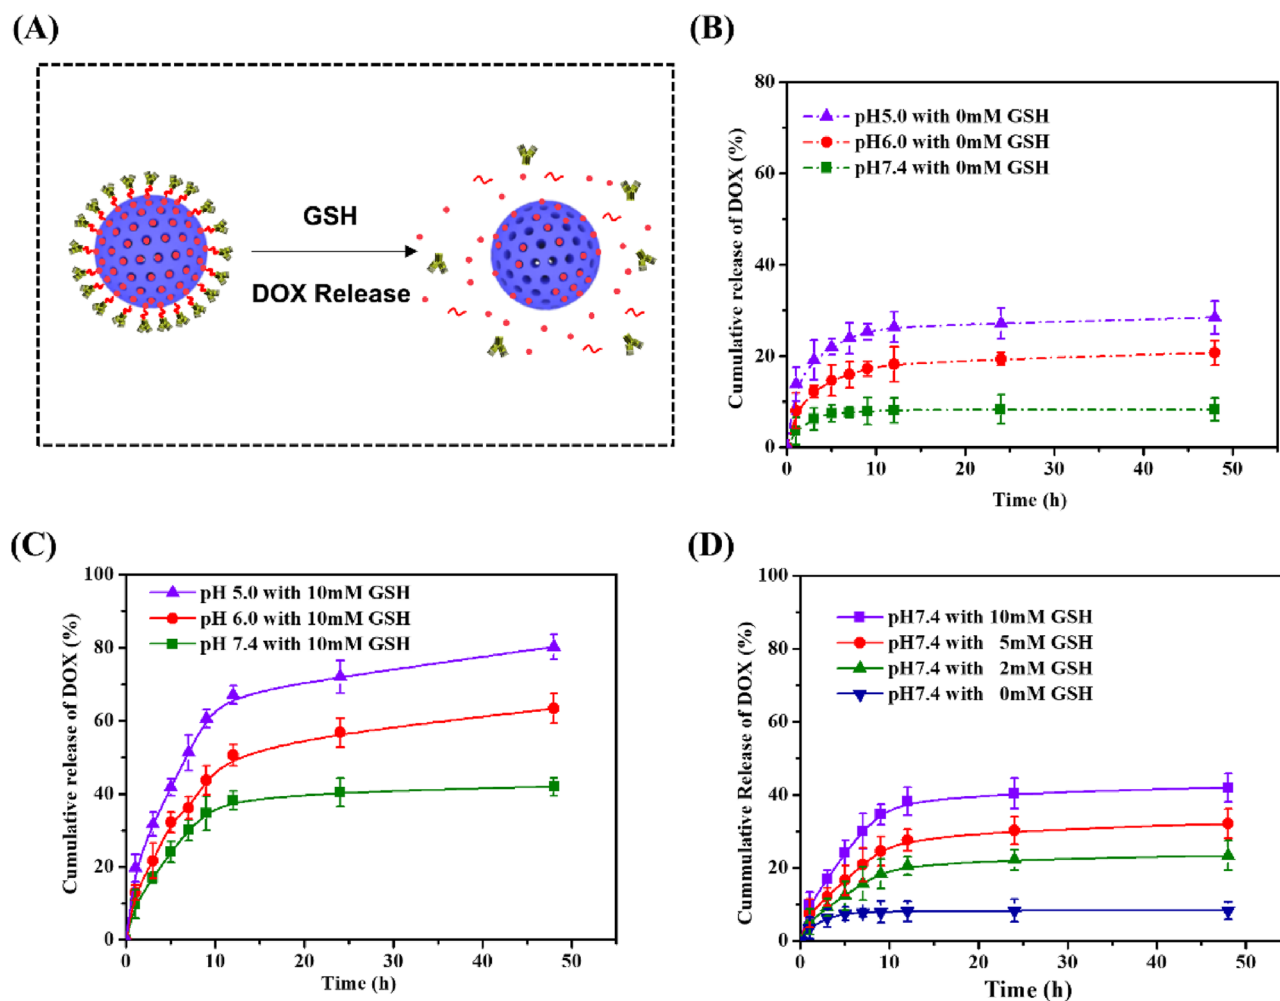 (A)
GSH
DOX Release
(B)
Cumulative release of DOX (%)
80
60
40
20
0
pH5.0 with 0mM GSH
pH6.0 with 0mM GSH
pH7.4 with 0mM GSH
0 10 20 30 40 50
Time (h)
(C)
Cumulative release of DOX (%)
100
80
60
40
20
0
pH 5.0 with 10mM GSH
pH 6.0 with 10mM GSH
pH 7.4 with 10mM GSH
0 10 20 30 40 50
Time (h)
(D)
Cummulative Release of DOX (%)
100
80
60
40
20
0
pH7.4 with 10mM GSH
pH7.4 with 5mM GSH
pH7.4 with 2mM GSH
pH7.4 with 0mM GSH
0 10 20 30 40 50
Time (h)